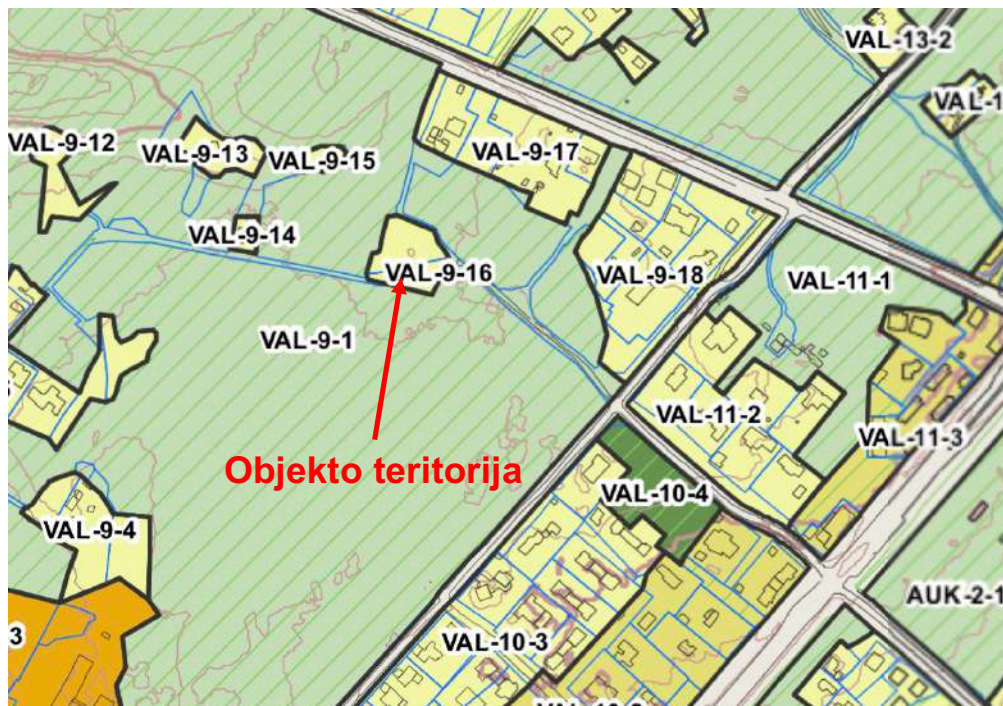 VAL-13-2
VAL-1
VAL-9-12
VAL-9-13
VAL-9-15
VAL-9-17
VAL-9-14
VAL-9-16
VAL-9-18
VAL-11-1
VAL-9-1
VAL-11-2
VAL-11-3
Objekto teritorija
VAL-10-4
VAL-9-4
AUK-2-1
3
VAL-10-3